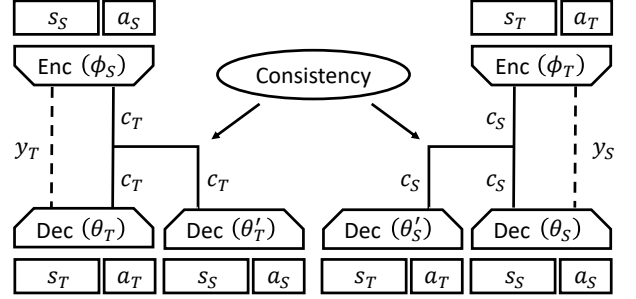 s_S a_S s_T a_T
Enc (ϕ_S) Consistency Enc (ϕ_T)
c_T c_S
y_T y_S
c_T c_T c_S c_S
Dec (θ_T) Dec (θ'_T) Dec (θ'_S) Dec (θ_S)
s_T a_T s_S a_S s_T a_T s_S a_S